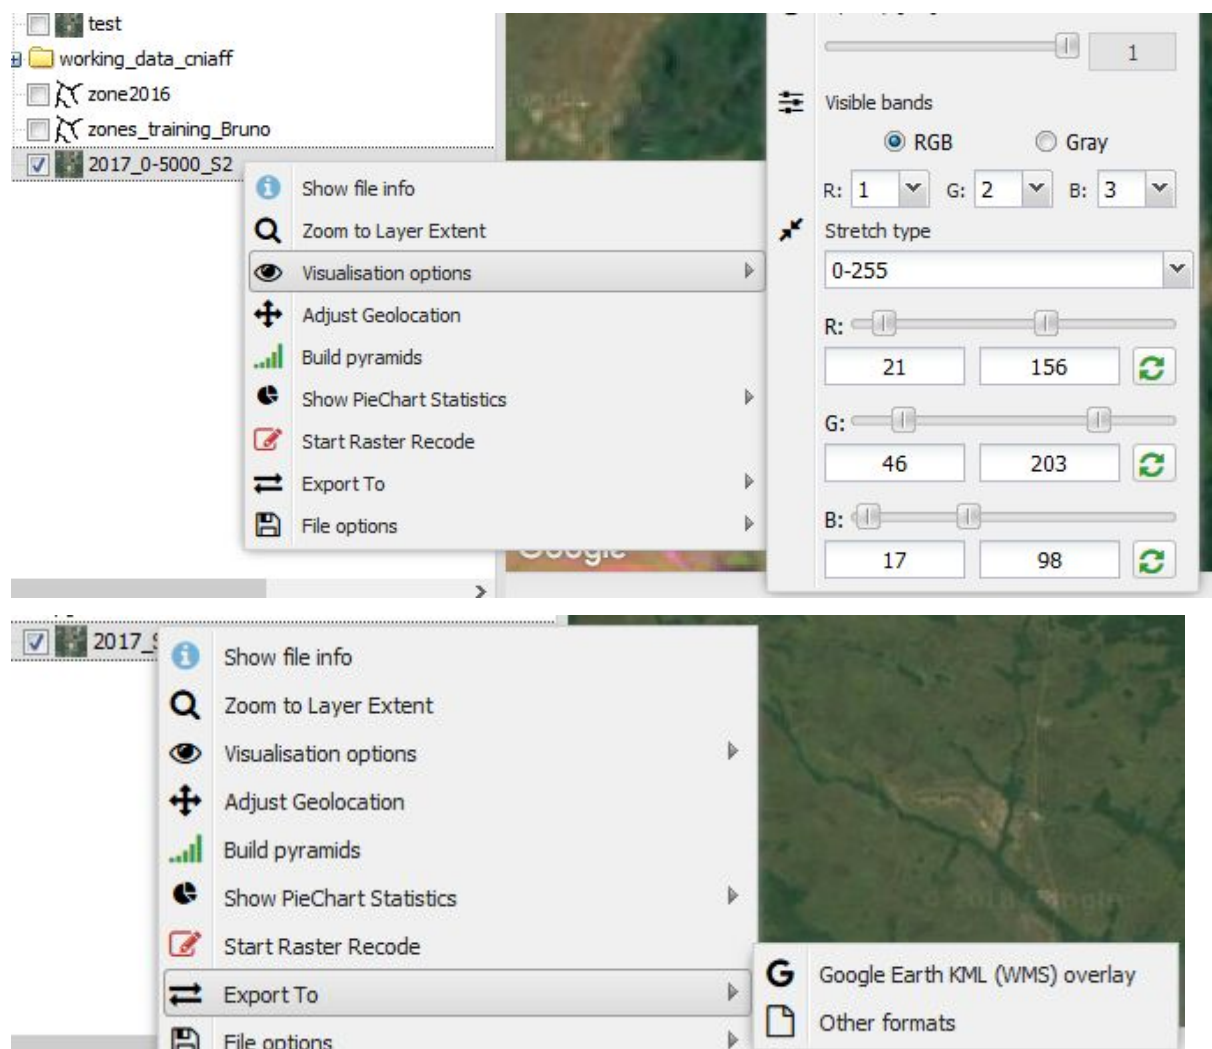 test
working_data_cniaff
zone2016
zones_training_Bruno
2017_0-5000_S2
Show file info
Zoom to Layer Extent
Visualisation options
Adjust Geolocation
Build pyramids
Show PieChart Statistics
Start Raster Recode
Export To
File options
Google
1
Visible bands
RGB Gray
R: 1 G: 2 B: 3
Stretch type
0-255
R:
21 156
G:
46 203
B:
17 98
2017_S
Show file info
Zoom to Layer Extent
Visualisation options
Adjust Geolocation
Build pyramids
Show PieChart Statistics
Start Raster Recode
Export To
File options
G Google Earth KML (WMS) overlay
Other formats